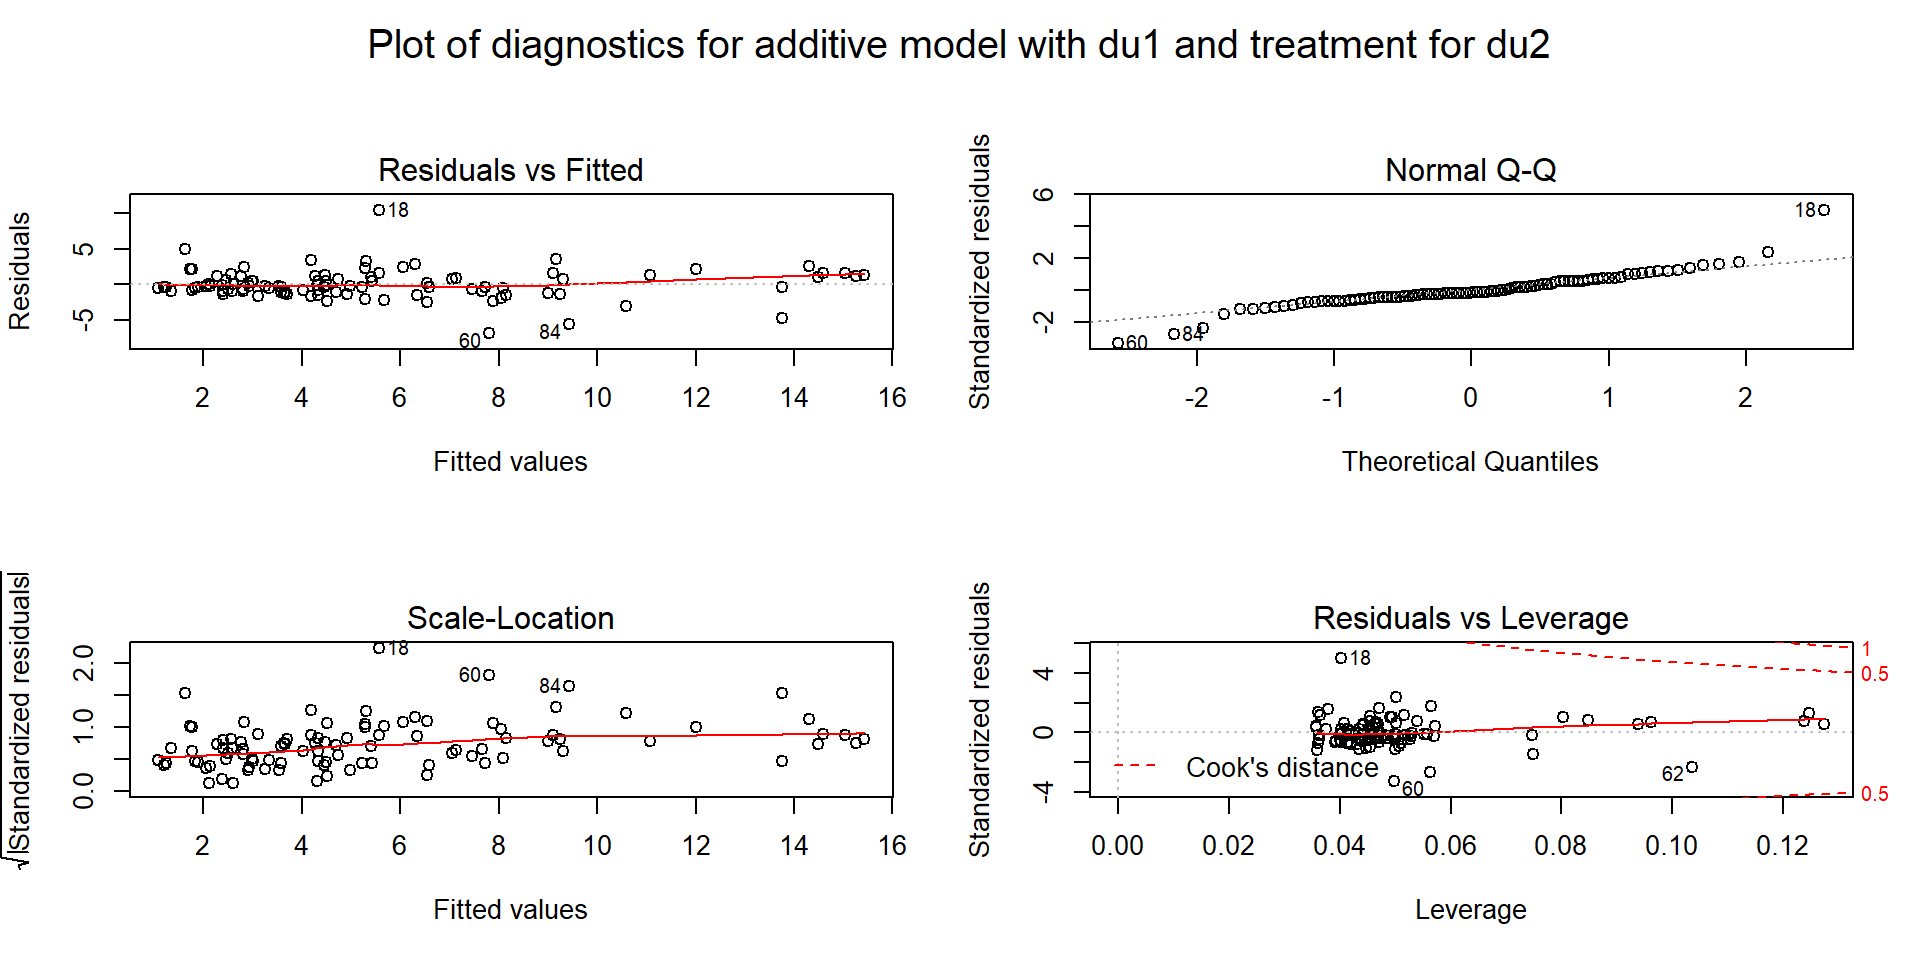 Plot of diagnostics for additive model with du1 and treatment for du2
Residuals vs Fitted
Residuals
5
-5
18
60
84
2 4 6 8 10 12 14 16
Fitted values
Normal Q-Q
Standardized residuals
6
2
-2
18
60
84
-2 -1 0 1 2
Theoretical Quantiles
Scale-Location
√|Standardized residuals|
2.0
1.0
0.0
18
60
84
2 4 6 8 10 12 14 16
Fitted values
Residuals vs Leverage
Standardized residuals
4
0
-4
18
1
0.5
Cook's distance
60
62
0.5
0.00 0.02 0.04 0.06 0.08 0.10 0.12
Leverage